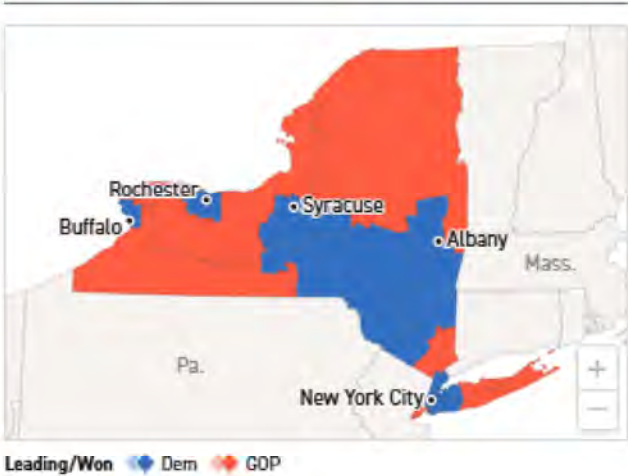 Rochester
Syracuse
Buffalo
Albany
Mass.
Pa.
New York City
+
−
Leading/Won Dem GOP